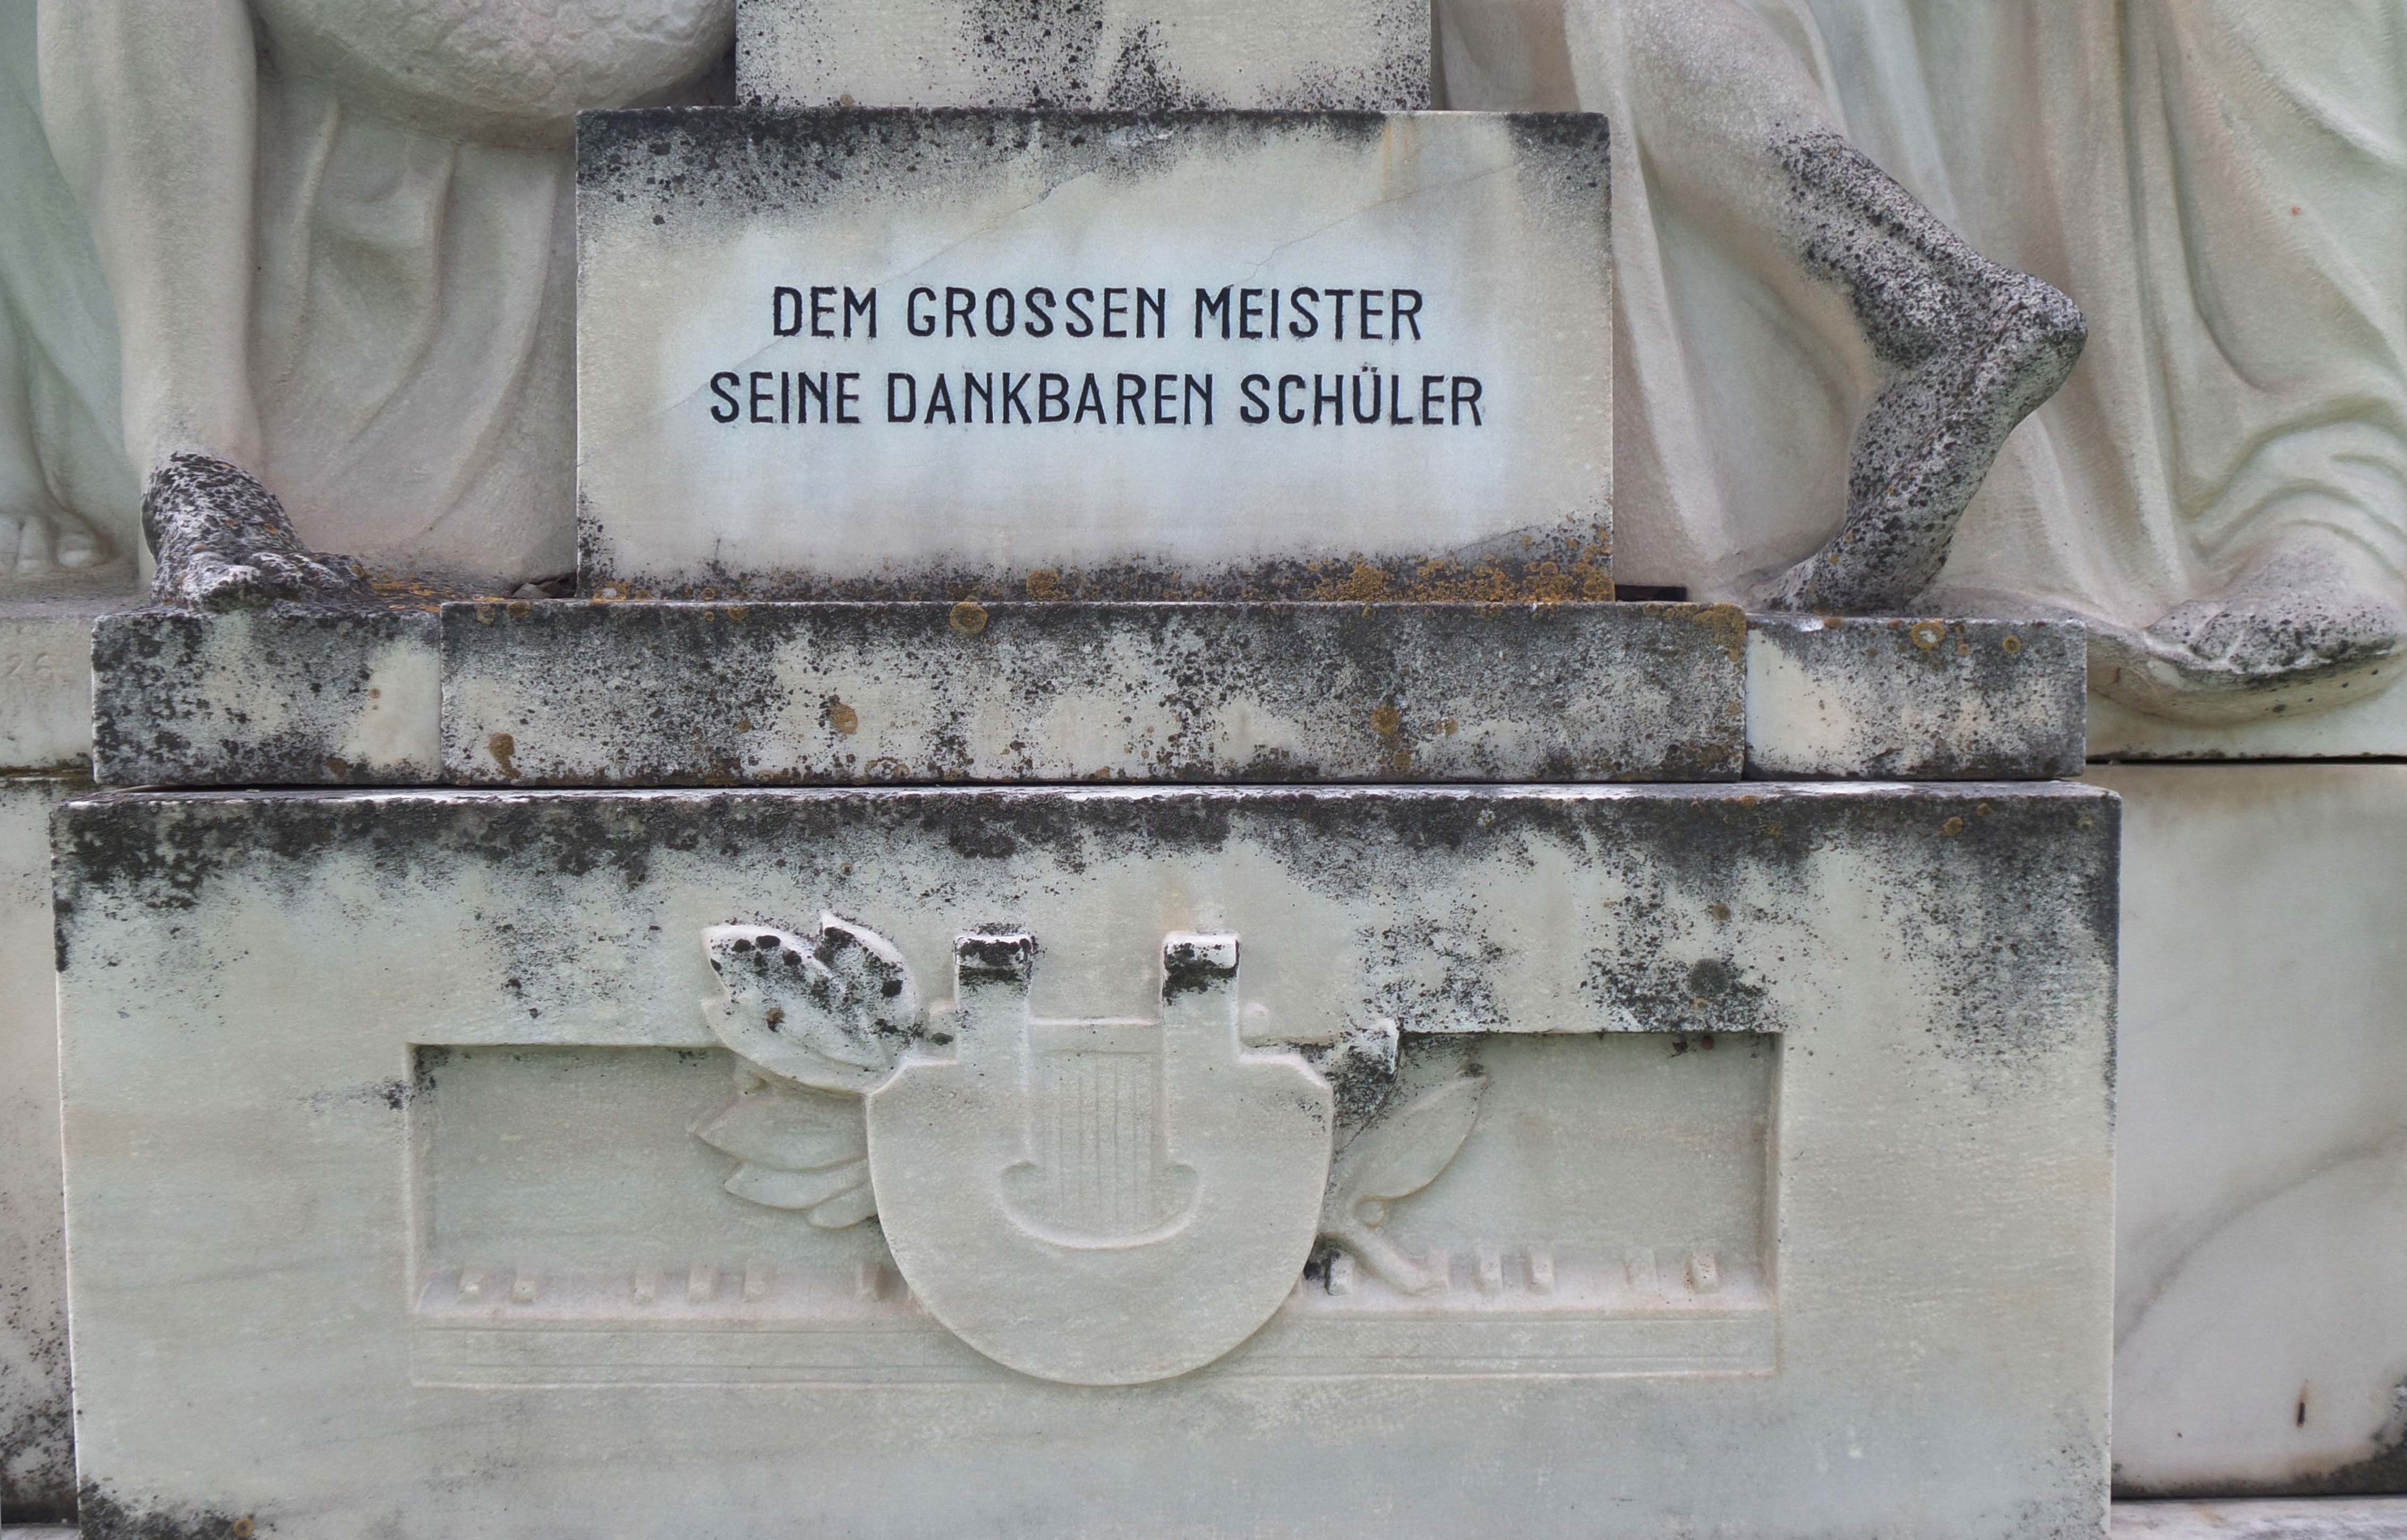 DEM GROSSEN MEISTER
SEINE DANKBAREN SCHÜLER